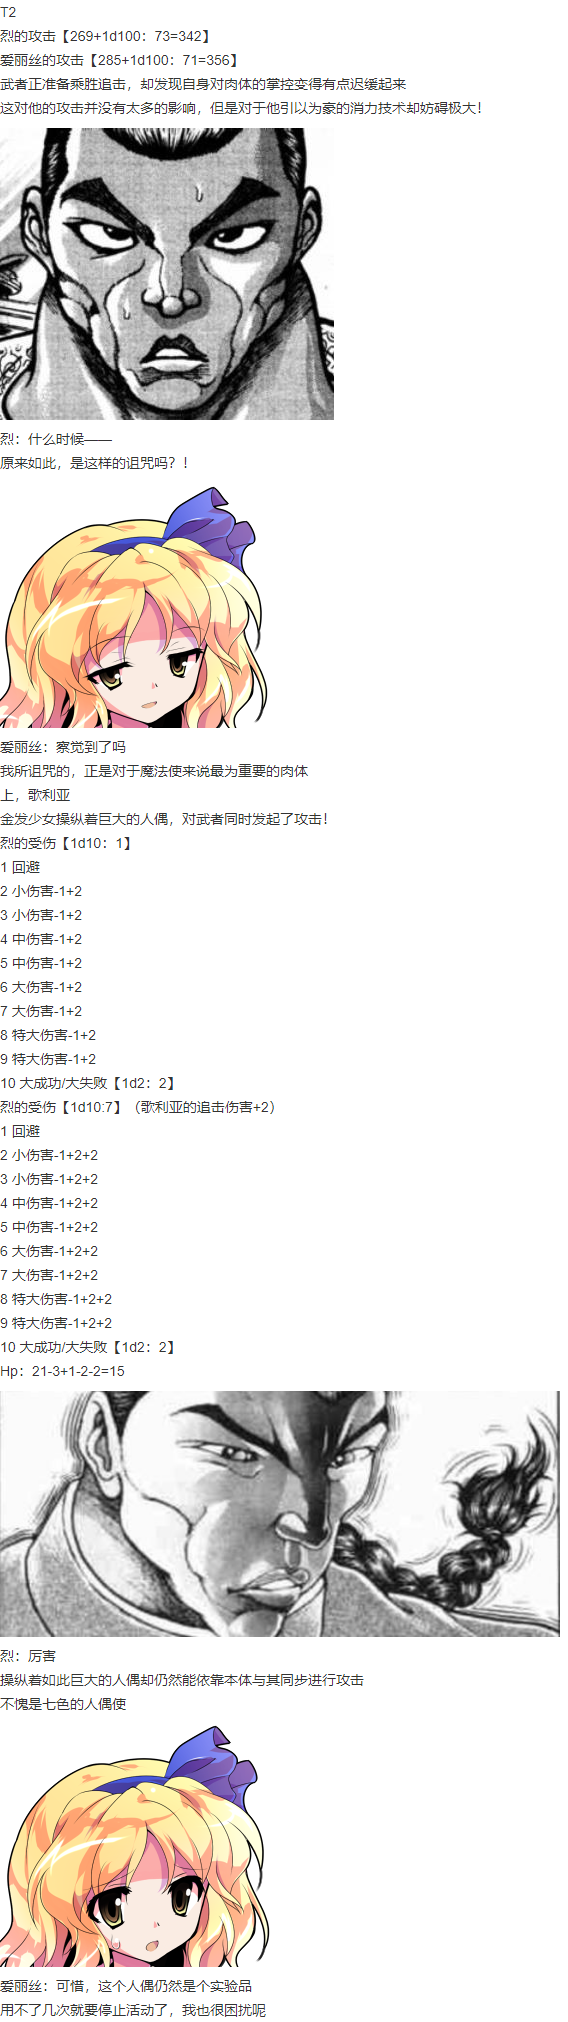 T2
烈的攻击【269+1d100：73=342】
爱丽丝的攻击【285+1d100：71=356】
武者正准备乘胜追击，却发现自身对肉体的掌控变得有点迟缓起来
这对他的攻击并没有太多的影响，但是对于他引以为豪的消力技术却妨碍极大！
烈：什么时候——
原来如此，是这样的诅咒吗？！
爱丽丝：察觉到了吗
我所诅咒的，正是对于魔法使来说最为重要的肉体
上，歌利亚
金发少女操纵着巨大的人偶，对武者同时发起了攻击！
烈的受伤【1d10：1】
1 回避
2 小伤害-1+2
3 小伤害-1+2
4 中伤害-1+2
5 中伤害-1+2
6 大伤害-1+2
7 大伤害-1+2
8 特大伤害-1+2
9 特大伤害-1+2
10 大成功/大失败【1d2：2】
烈的受伤【1d10:7】（歌利亚的追击伤害+2）
1 回避
2 小伤害-1+2+2
3 小伤害-1+2+2
4 中伤害-1+2+2
5 中伤害-1+2+2
6 大伤害-1+2+2
7 大伤害-1+2+2
8 特大伤害-1+2+2
9 特大伤害-1+2+2
10 大成功/大失败【1d2：2】
Hp：21-3+1-2-2=15
烈：厉害
操纵着如此巨大的人偶却仍然能依靠本体与其同步进行攻击
不愧是七色的人偶使
爱丽丝：可惜，这个人偶仍然是个实验品
用不了几次就要停止活动了，我也很困扰呢